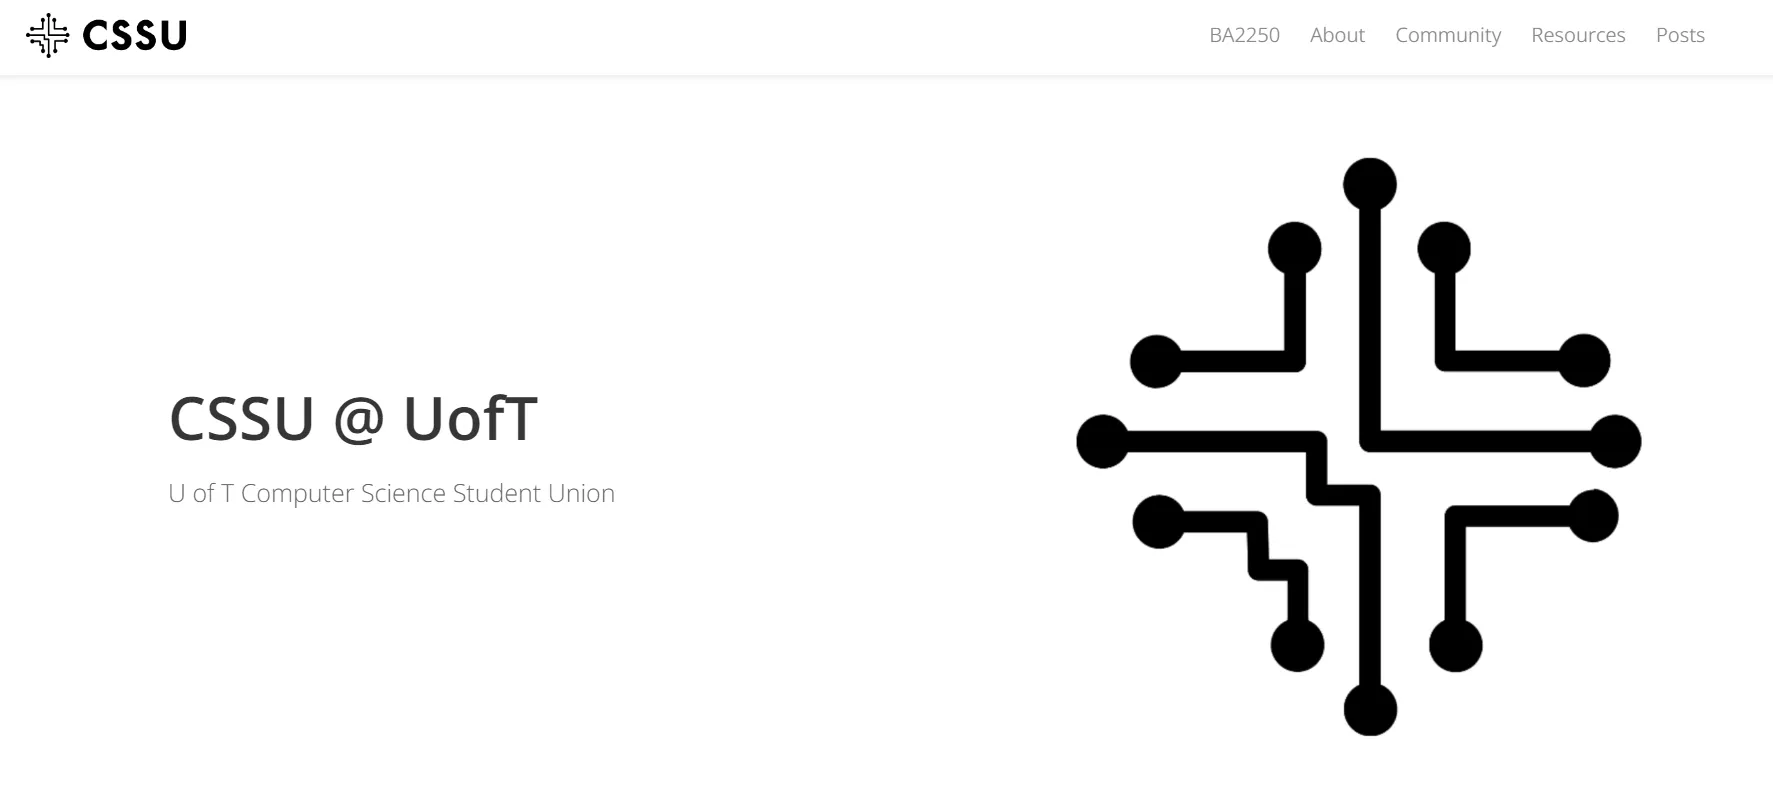 CSSU
BA2250 About Community Resources Posts
CSSU @ UofT
U of T Computer Science Student Union